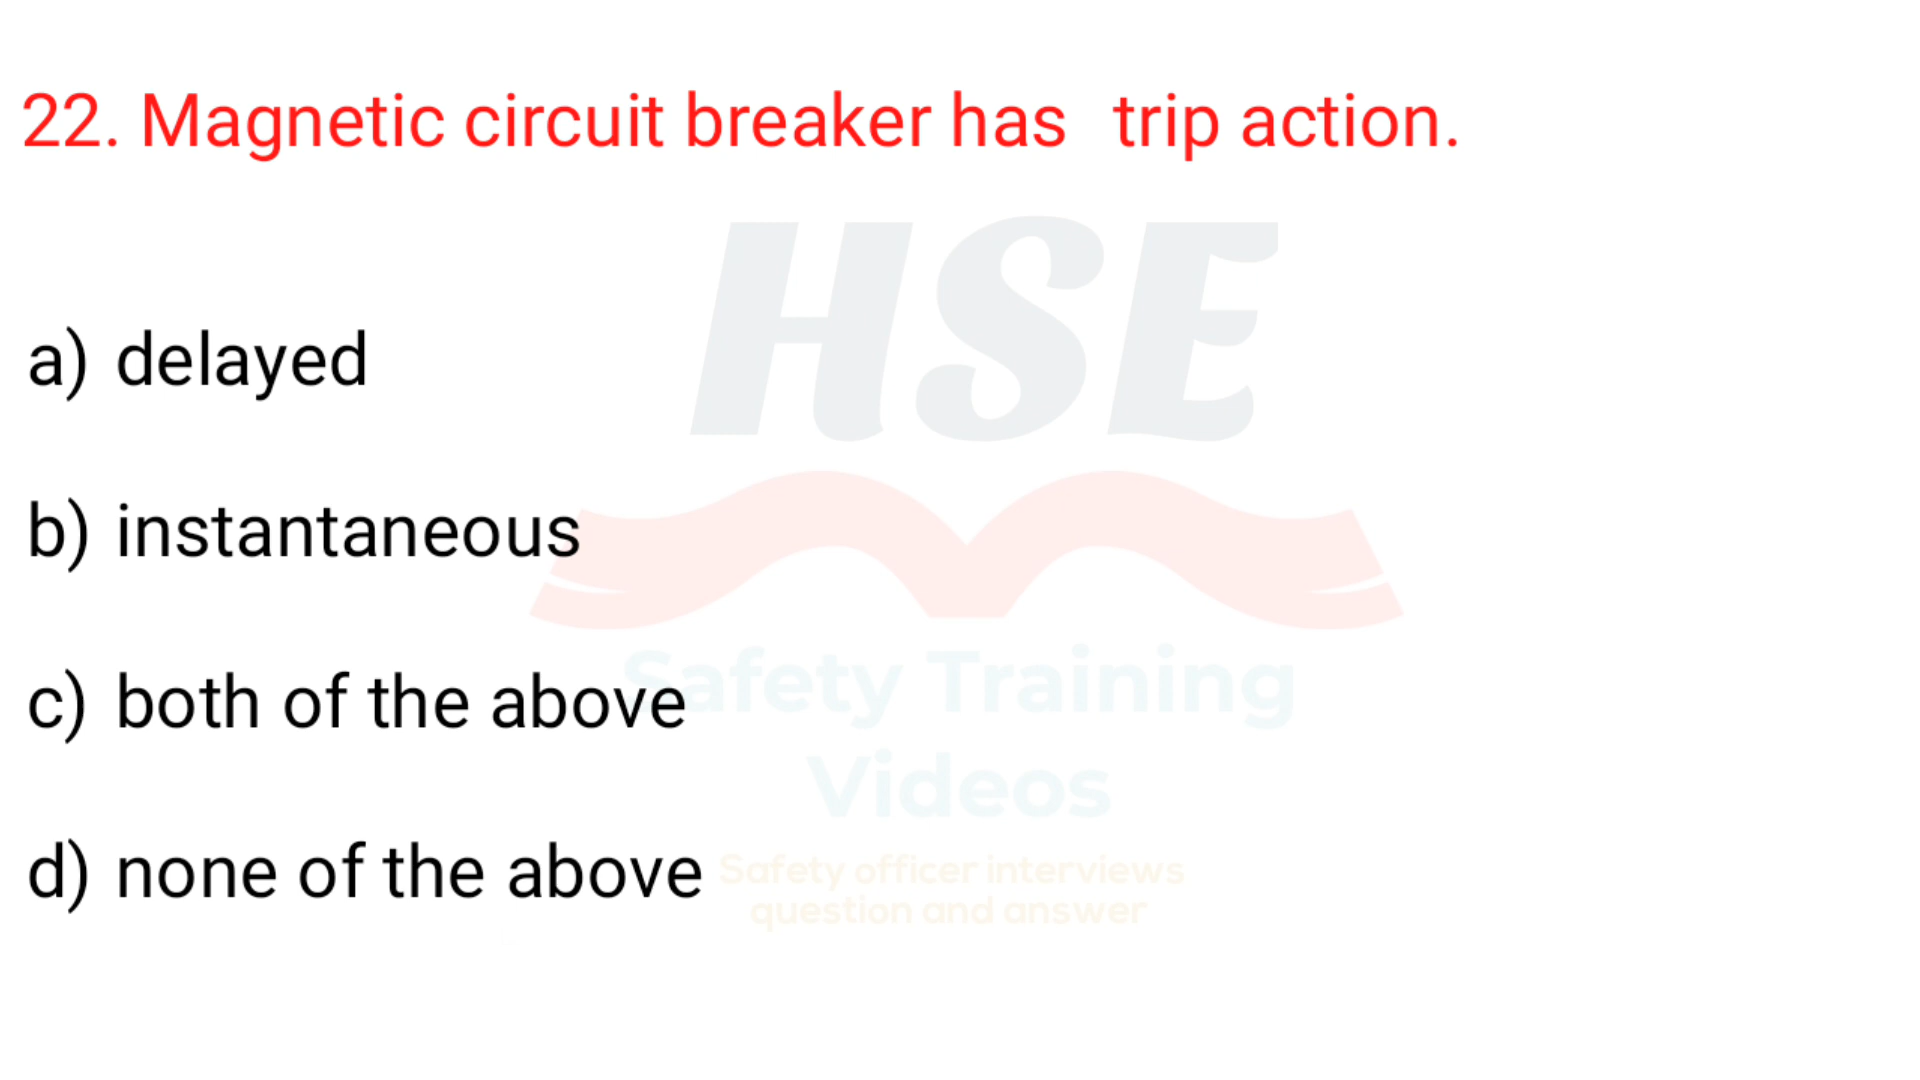 22. Magnetic circuit breaker has trip action.
HSE
a) delayed
b) instantaneous
c) both of the above
Safety Training
Videos
d) none of the above
Safety officer interviews
question and answer